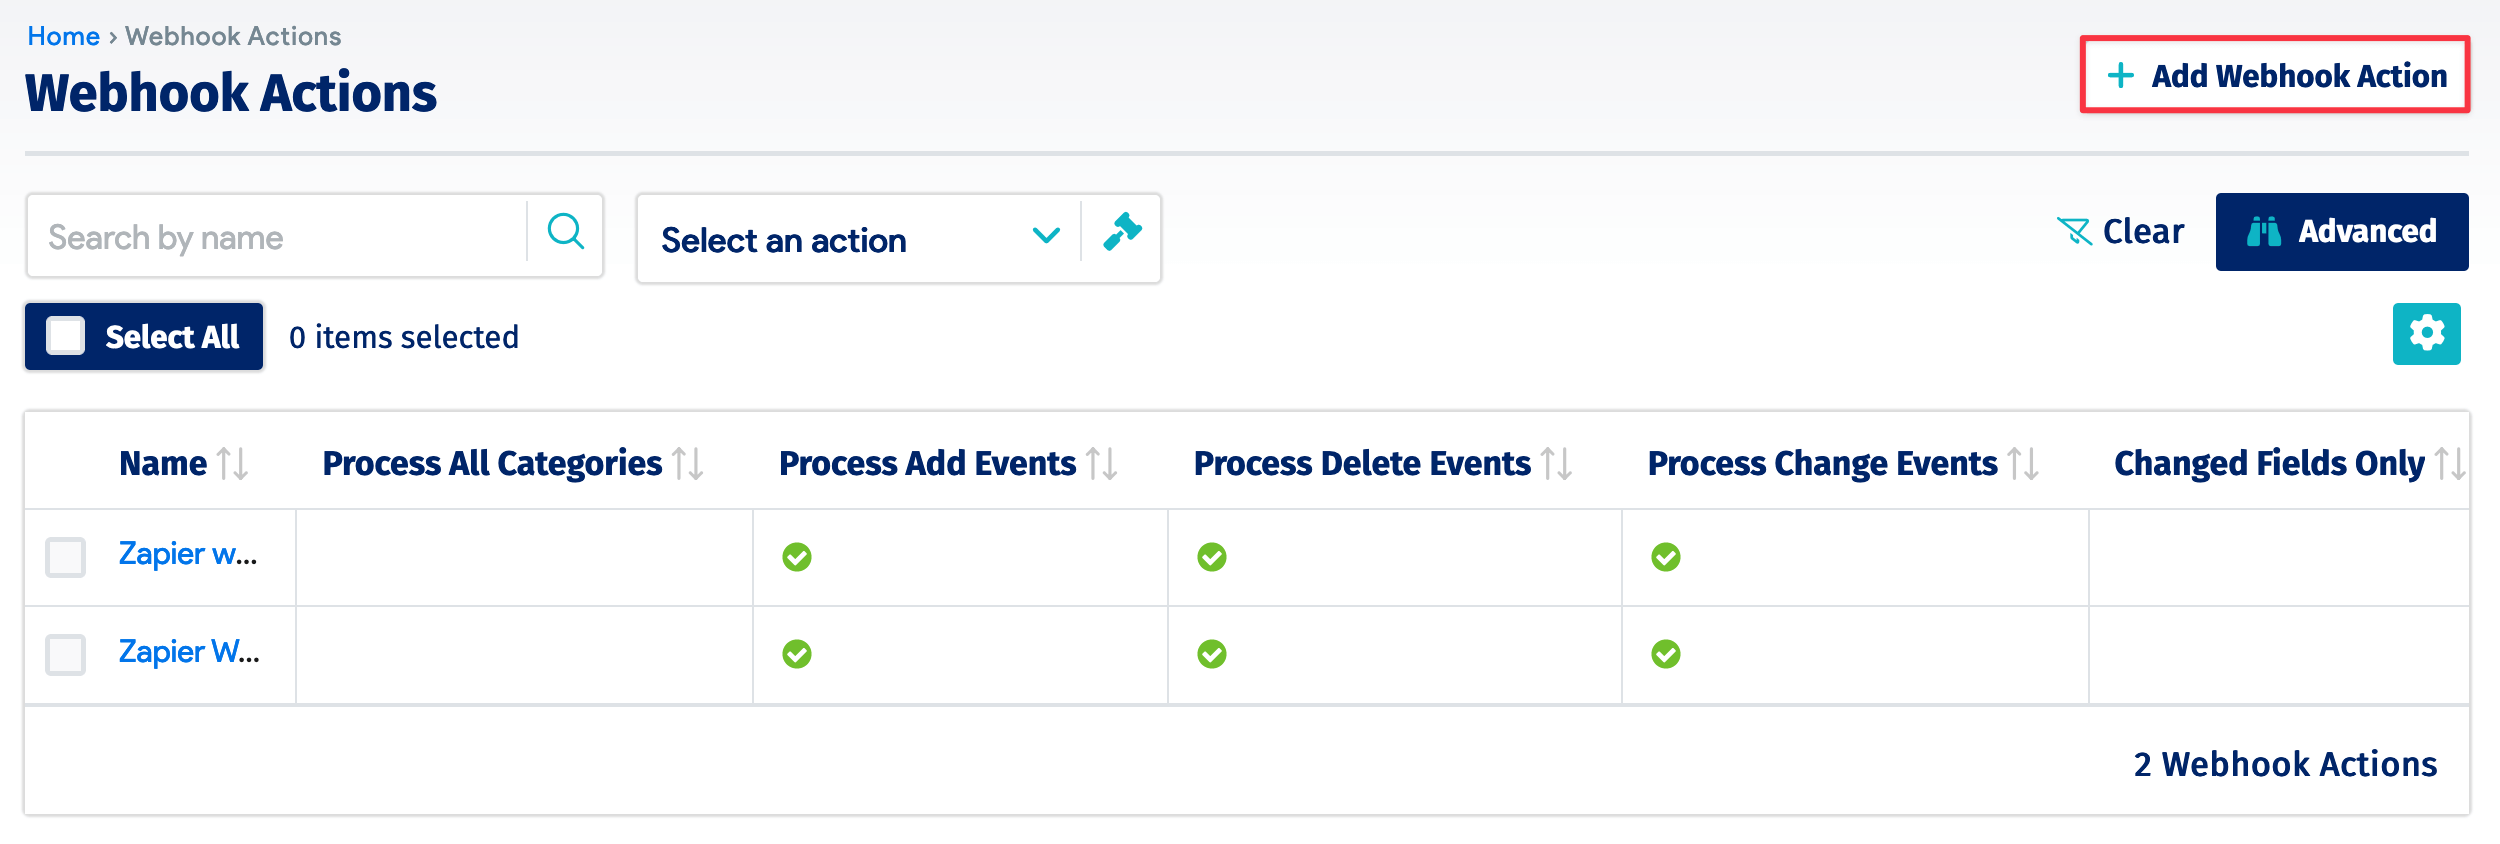 Home › Webhook Actions
Webhook Actions
Add Webhook Action
Search by name
Select an action
Clear
Advanced
Select All
0 items selected
Name Process All Categories Process Add Events Process Delete Events Process Change Events Changed Fields Only
Zapier w...
Zapier W...
2 Webhook Actions